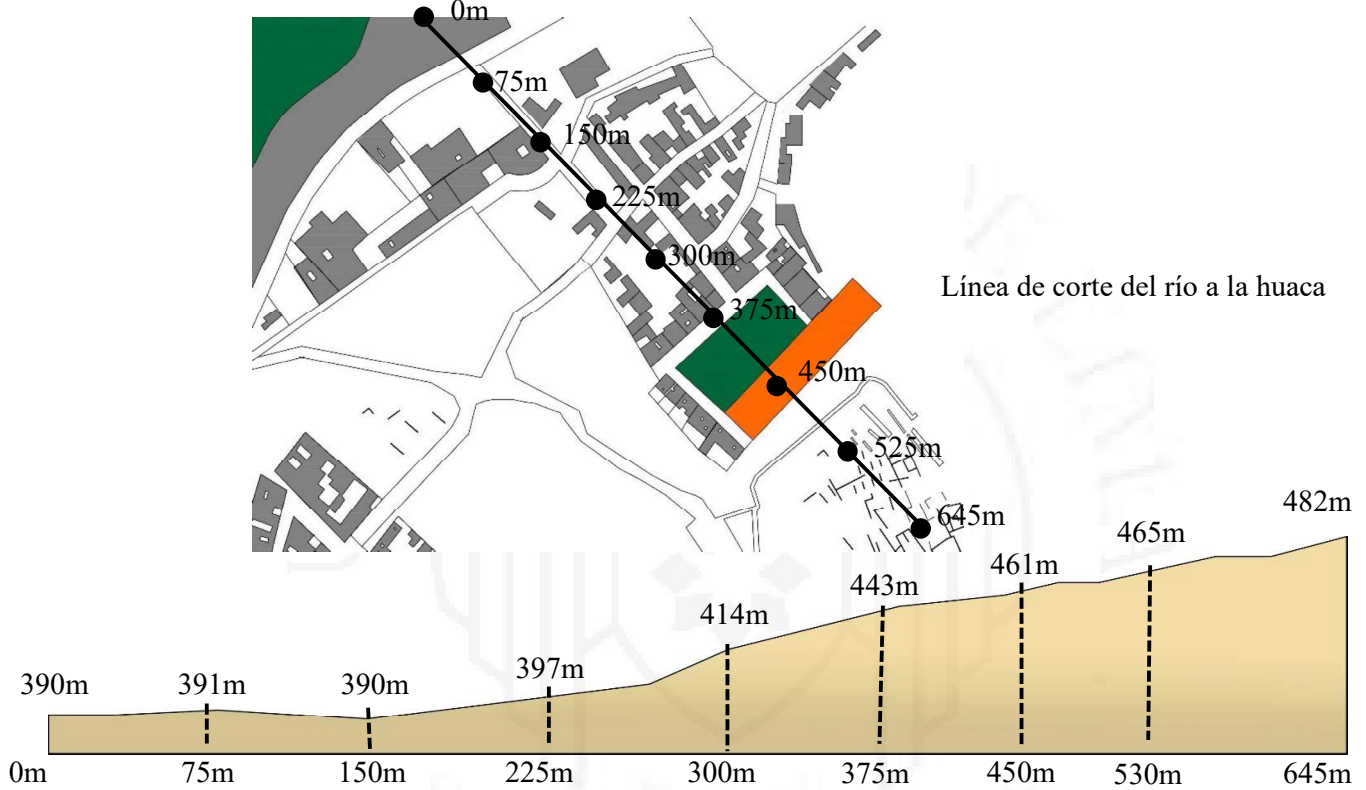 0m
75m
150m
225m
300m
Línea de corte del río a la huaca
375m
450m
525m
645m
482m
465m
461m
443m
414m
397m
390m 391m 390m
0m 75m 150m 225m 300m 375m 450m 530m 645m